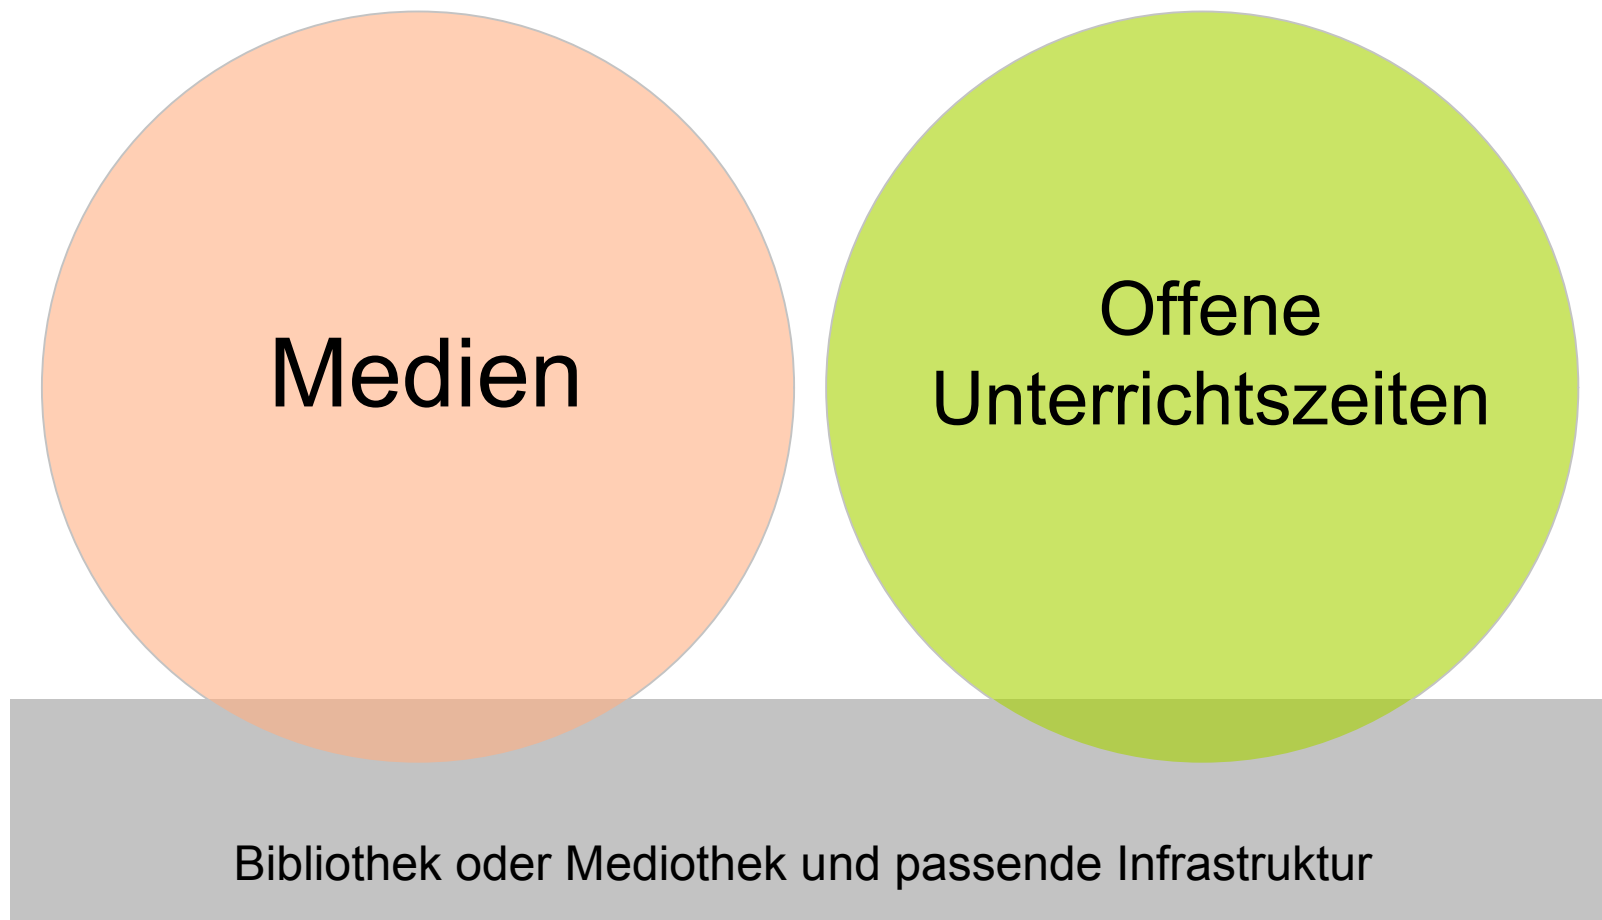 Medien
Offene
Unterrichtszeiten
Bibliothek oder Mediothek und passende Infrastruktur